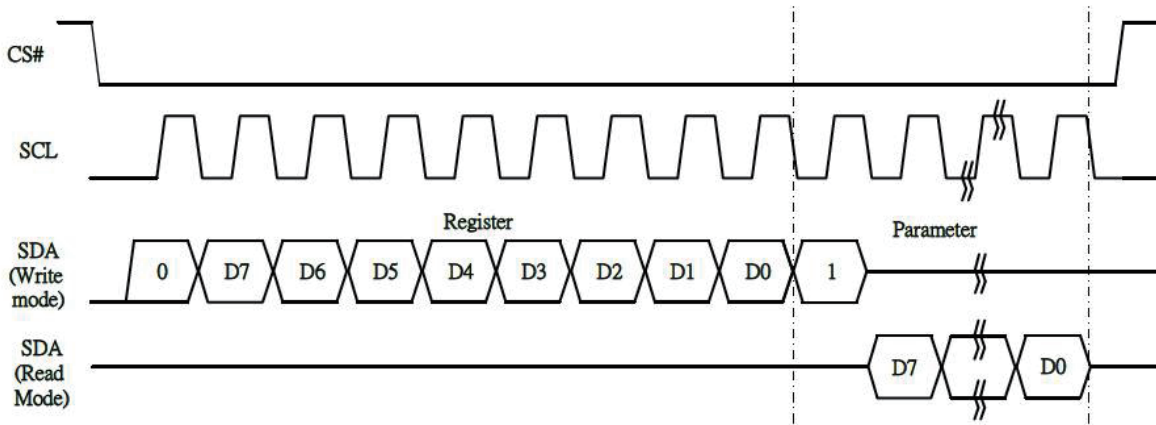 CS#
SCL
Register
Parameter
SDA
(Write
mode)
0 D7 D6 D5 D4 D3 D2 D1 D0 1
SDA
(Read
Mode)
D7 D0